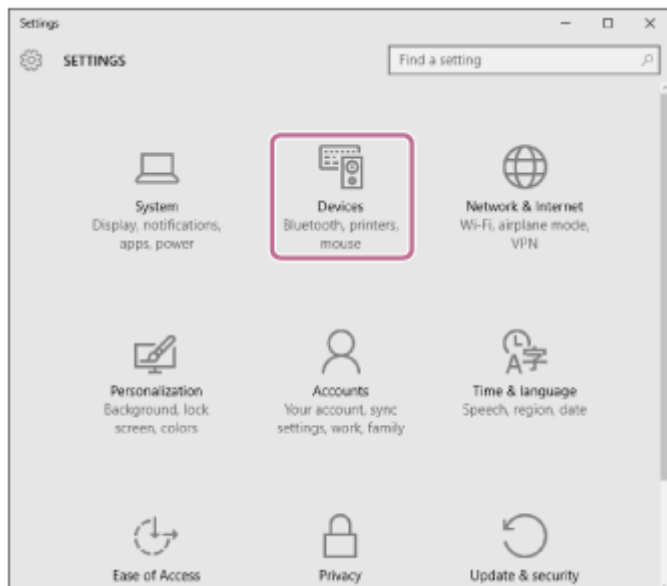 Settings
SETTINGS
Find a setting
System
Display, notifications,
apps, power
Devices
Bluetooth, printers,
mouse
Network & Internet
Wi-Fi, airplane mode,
VPN
Personalization
Background, lock
screen, colors
Accounts
Your account, sync
settings, work, family
Time & language
Speech, region, date
Ease of Access
Privacy
Update & security